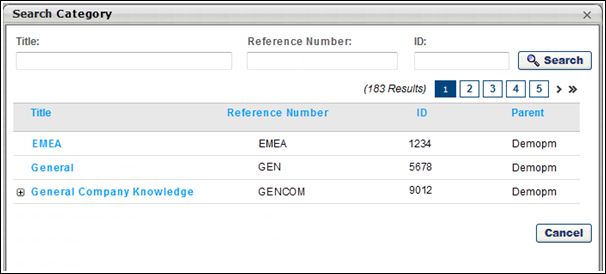 Search Category
Title: Reference Number: ID:
Search
(183 Results) 1 2 3 4 5
Title Reference Number ID Parent
EMEA EMEA 1234 Demopm
General GEN 5678 Demopm
General Company Knowledge GENCOM 9012 Demopm
Cancel